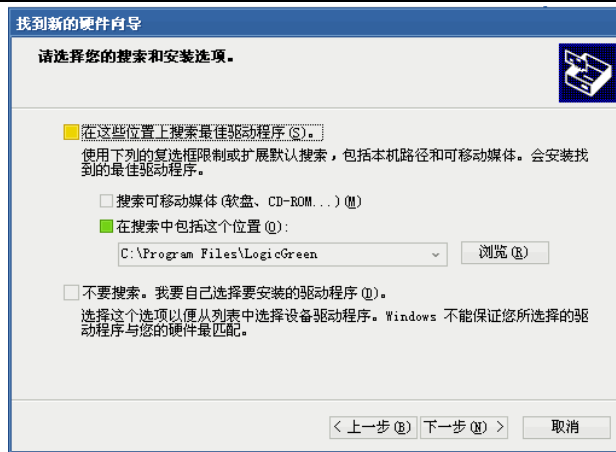 找到新的硬件向导
请选择您的搜索和安装选项。
在这些位置上搜索最佳驱动程序(S)。
使用下列的复选框限制或扩展默认搜索，包括本机路径和可移动媒体。会安装找
到的最佳驱动程序。
搜索可移动媒体(软盘、CD-ROM...)(M)
在搜索中包括这个位置(O):
C:\Program Files\LogicGreen
浏览(R)
不要搜索。我要自己选择要安装的驱动程序(D)。
选择这个选项以便从列表中选择设备驱动程序。Windows 不能保证您所选择的驱
动程序与您的硬件最匹配。
< 上一步(B) 下一步(N) > 取消